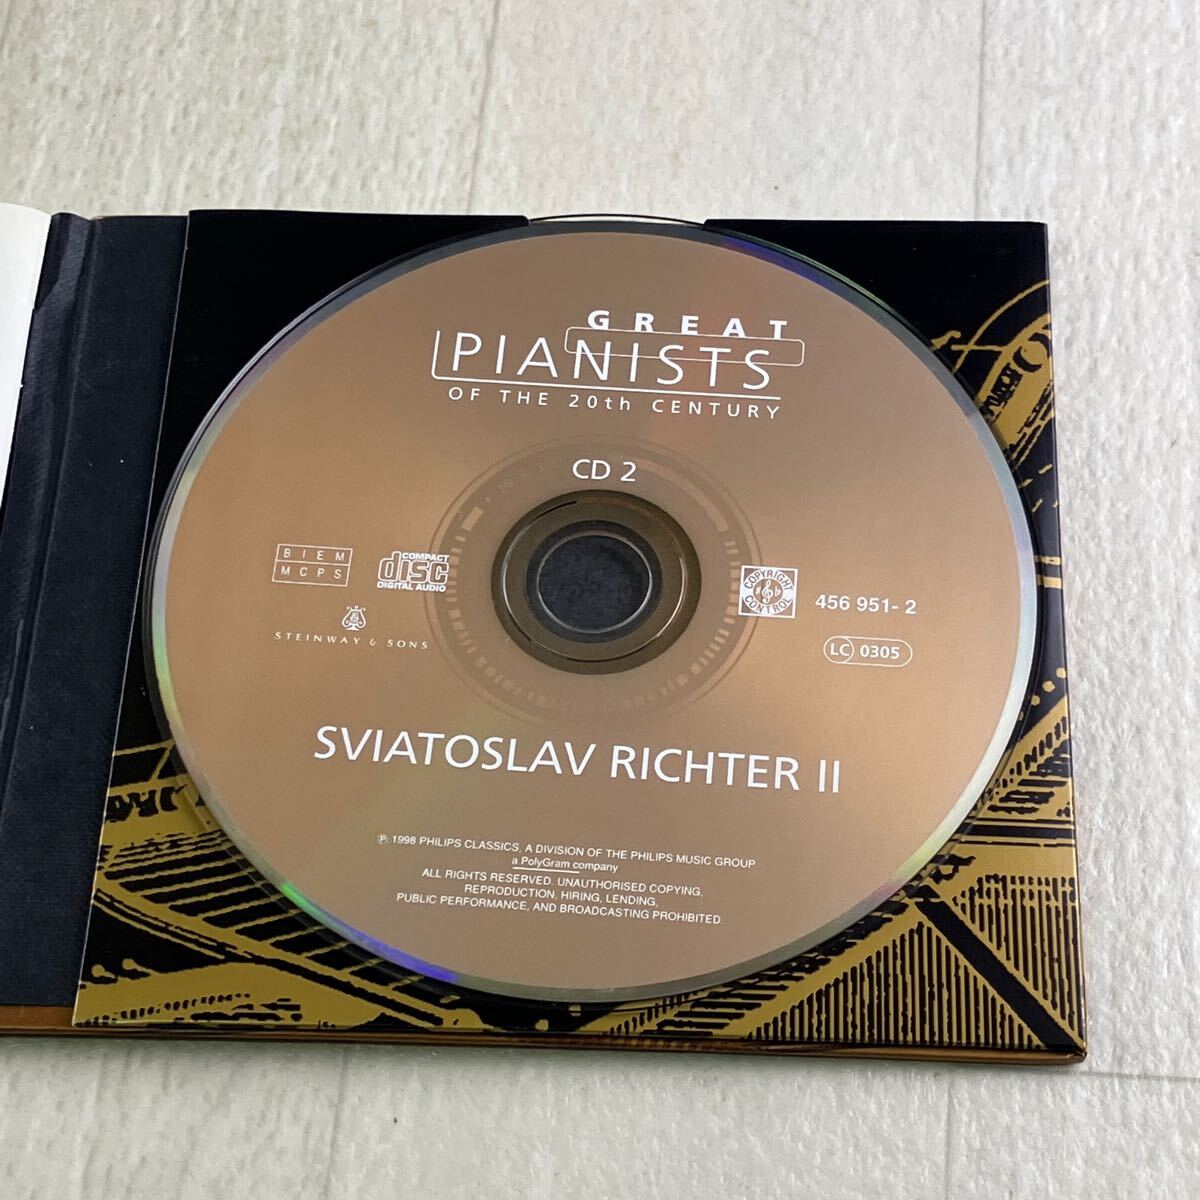 GREAT
PIANISTS
OF THE 20th CENTURY
CD 2
BIEM
MCPS
COMPACT
disc
DIGITAL AUDIO
STEINWAY & SONS
COPYRIGHT
CONTROL
456 951- 2
LC 0305
SVIATOSLAV RICHTER II
℗ 1998 PHILIPS CLASSICS, A DIVISION OF THE PHILIPS MUSIC GROUP
a PolyGram company
ALL RIGHTS RESERVED. UNAUTHORISED COPYING,
REPRODUCTION, HIRING, LENDING,
PUBLIC PERFORMANCE, AND BROADCASTING PROHIBITED.